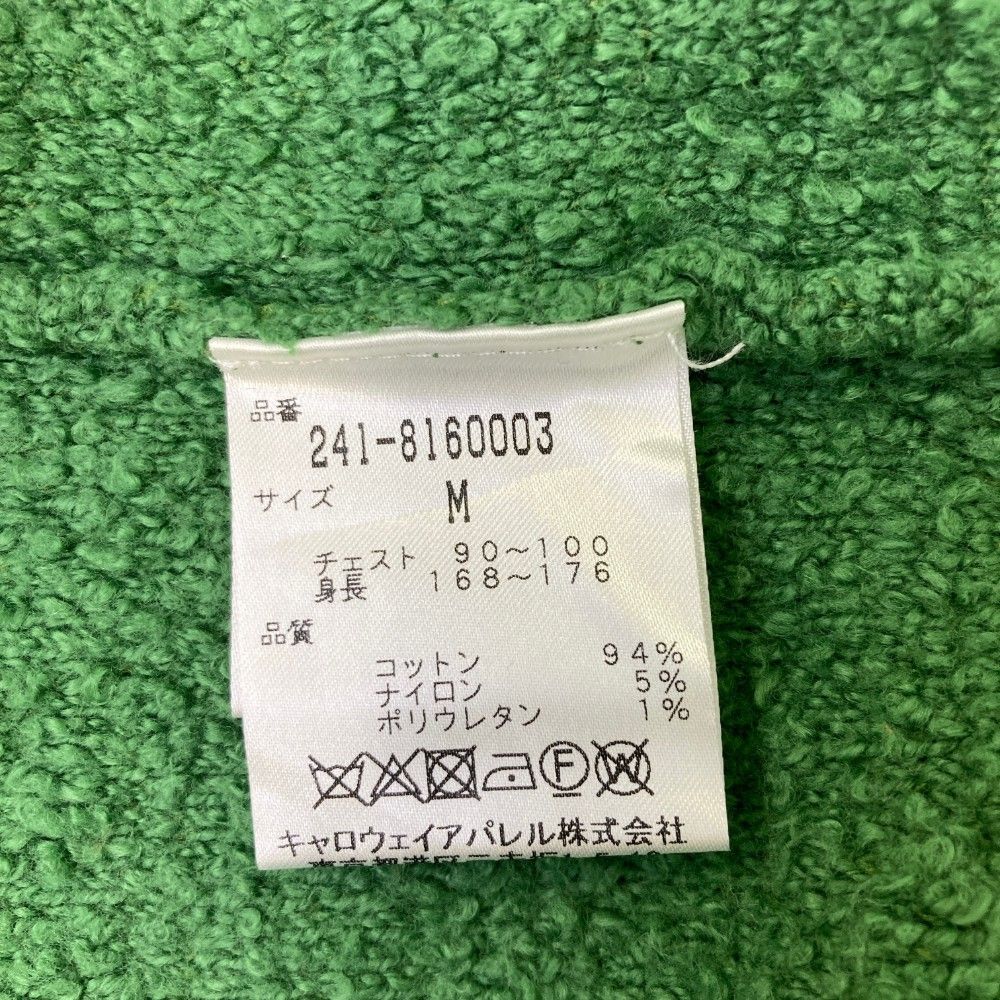 品番
241-8160003
サイズ M
チェスト 90~100
身長 168~176
品質
コットン 94%
ナイロン 5%
ポリウレタン 1%
F W
キャロウェイアパレル株式会社